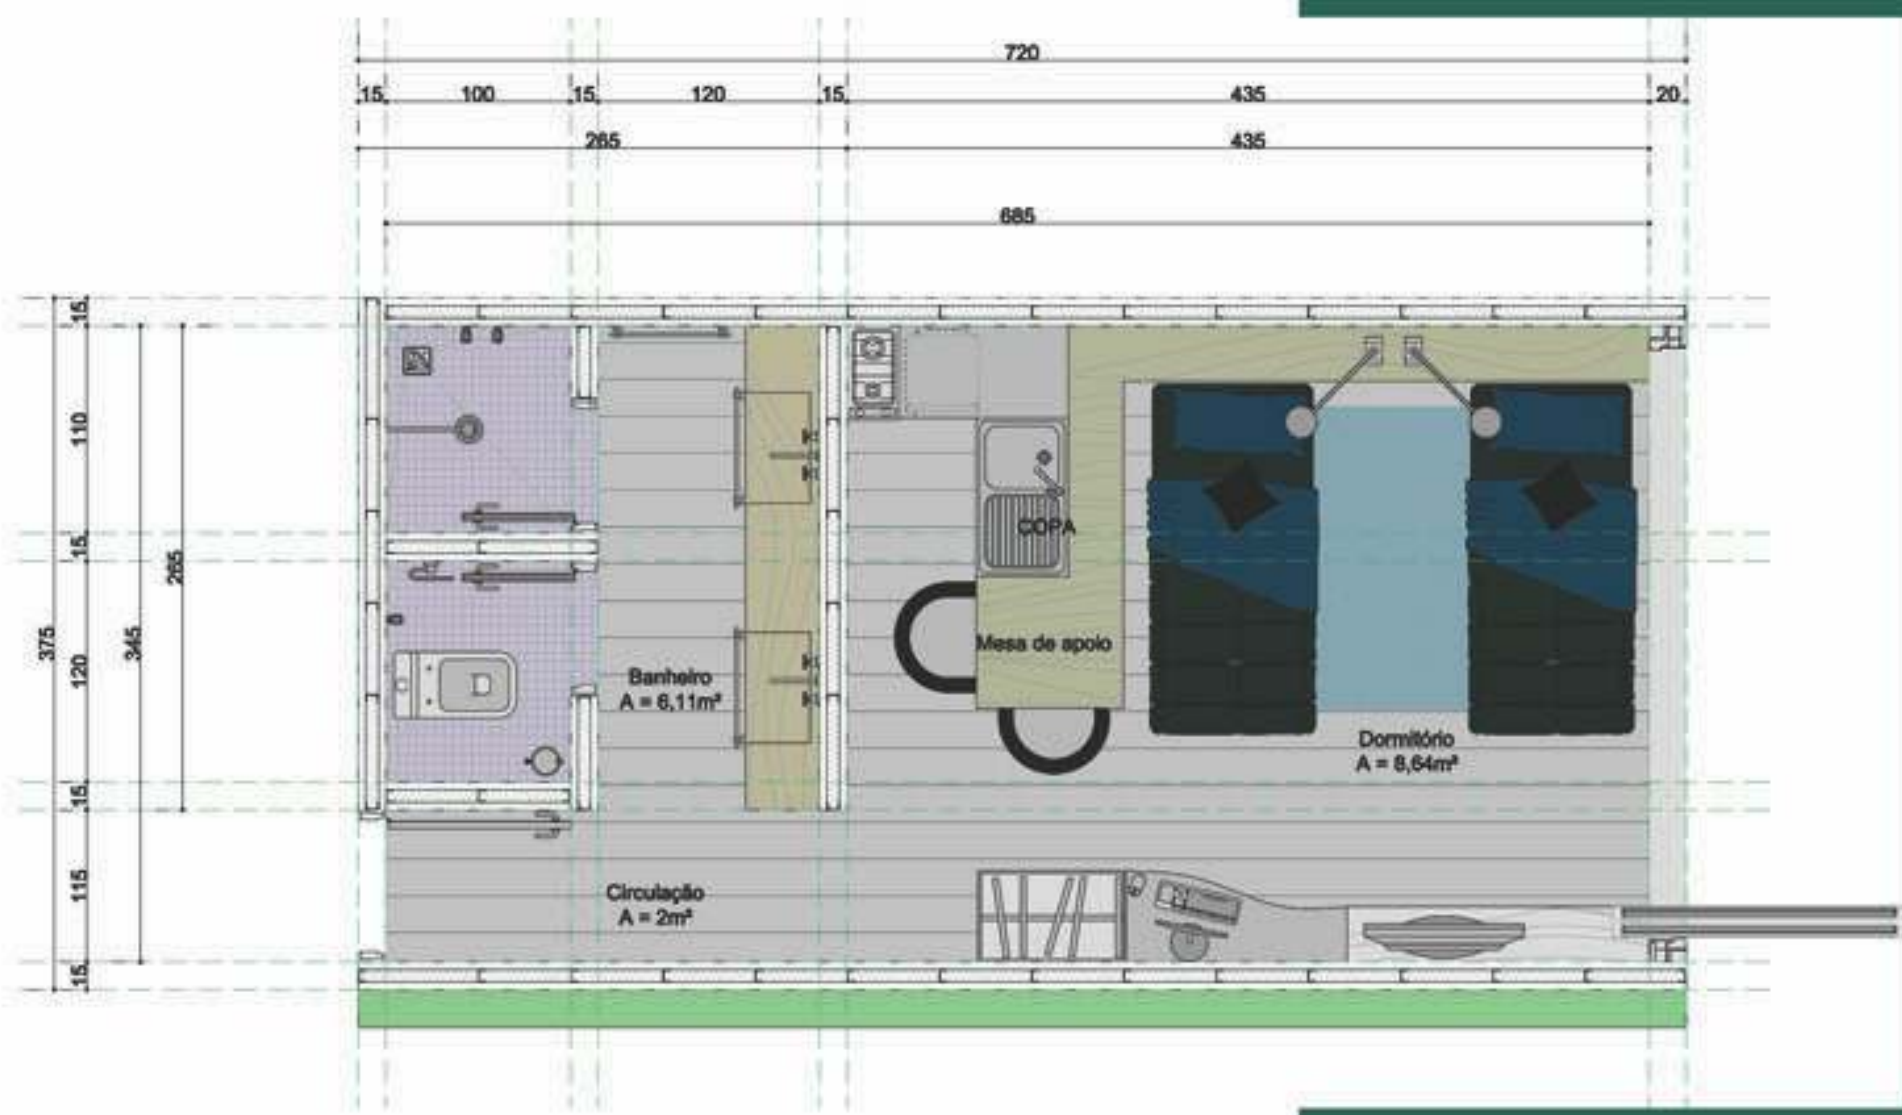 720
15 100 15 120 15 435 20
265 435
685
15
110
15
265
375
345
120
15
115
15
COPA
Mesa de apoio
Banheiro
A = 6,11m²
Dormitório
A = 8,64m²
Circulação
A = 2m²